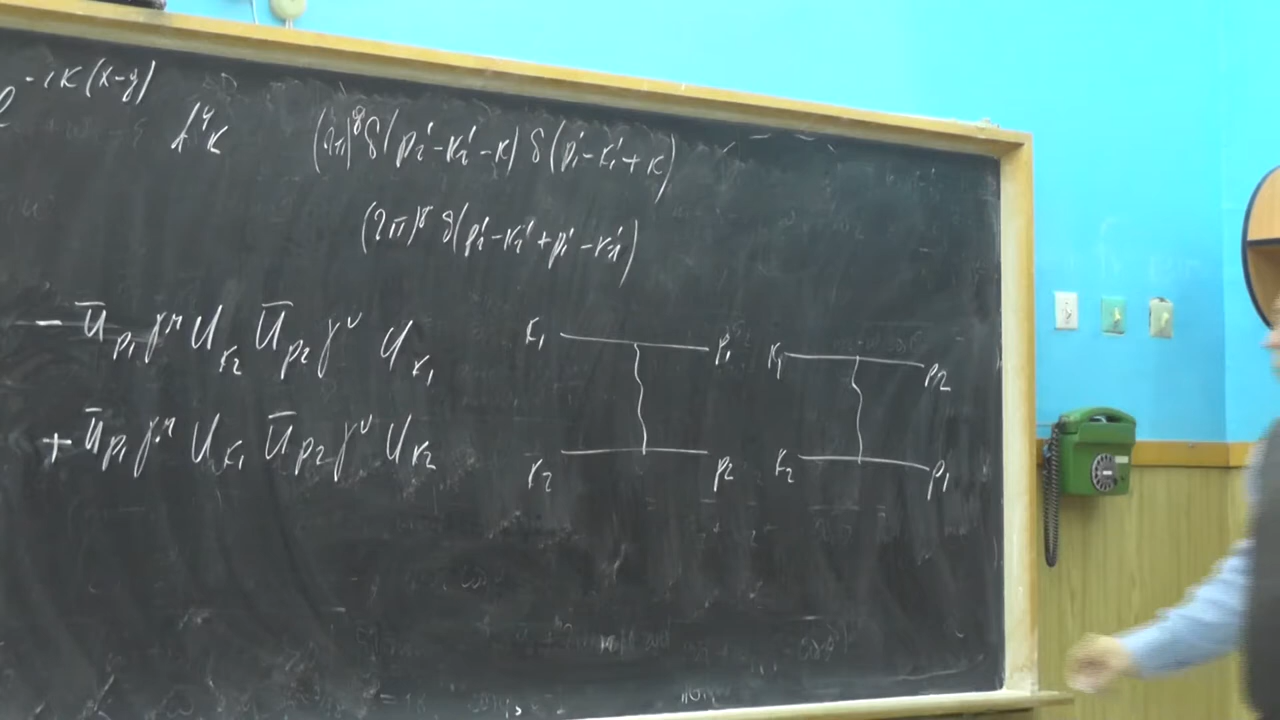 e^{-ik(x-y)} d⁴k (2π)⁸ δ(p₂'-k₂'-k) δ(p₁'-k₁'+k)
(2π)⁸ δ(p₂'-k₂'+p₁'-k₁')
- ū_{p₁} γ^μ u_{k₂} ū_{p₂} γ^ν u_{k₁}
+ ū_{p₁} γ^μ u_{k₁} ū_{p₂} γ^ν u_{k₂}
k₁ p₁ k₁ p₂
k₂ p₂ k₂ p₁